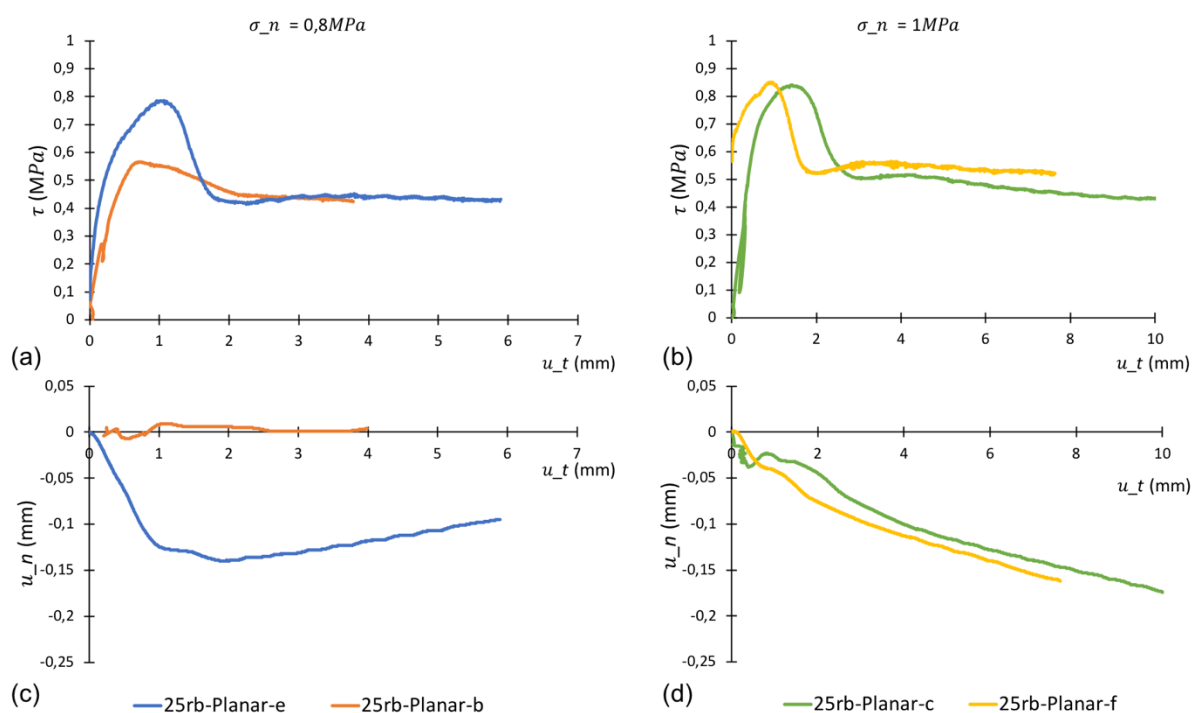 σ_n = 0,8MPa
1
0,9
0,8
0,7
0,6
0,5
0,4
0,3
0,2
0,1
0
τ (MPa)
0 1 2 3 4 5 6 7
u_t (mm)
(a)
σ_n = 1MPa
1
0,9
0,8
0,7
0,6
0,5
0,4
0,3
0,2
0,1
0
τ (MPa)
0 2 4 6 8 10
u_t (mm)
(b)
0,05
0
-0,05
-0,1
-0,15
-0,2
-0,25
u_n (mm)
0 1 2 3 4 5 6 7
u_t (mm)
(c)
25rb-Planar-e 25rb-Planar-b
0,05
0
-0,05
-0,1
-0,15
-0,2
-0,25
u_n (mm)
0 2 4 6 8 10
u_t (mm)
(d)
25rb-Planar-c 25rb-Planar-f